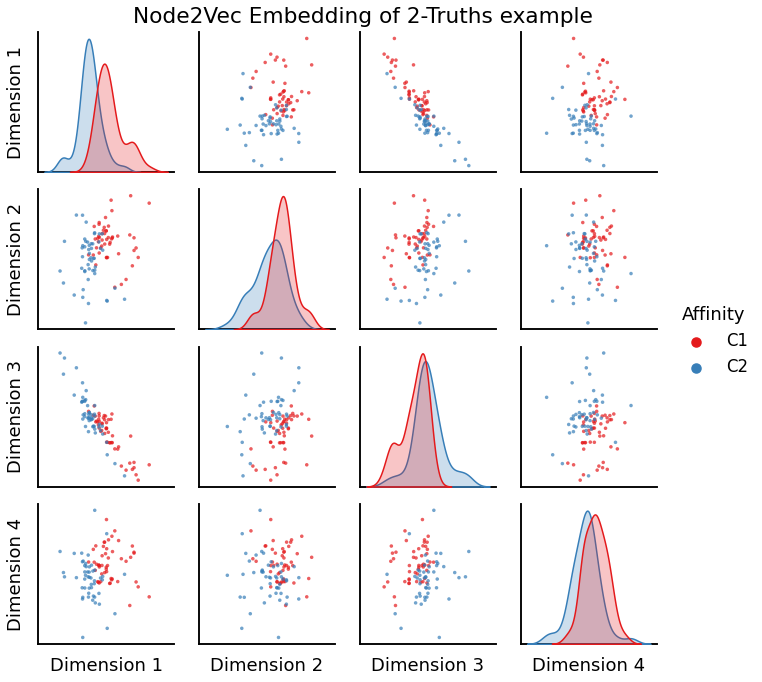 Node2Vec Embedding of 2-Truths example
Dimension 1
Dimension 2
Dimension 3
Dimension 4
Affinity
C1
C2
Dimension 1
Dimension 2
Dimension 3
Dimension 4